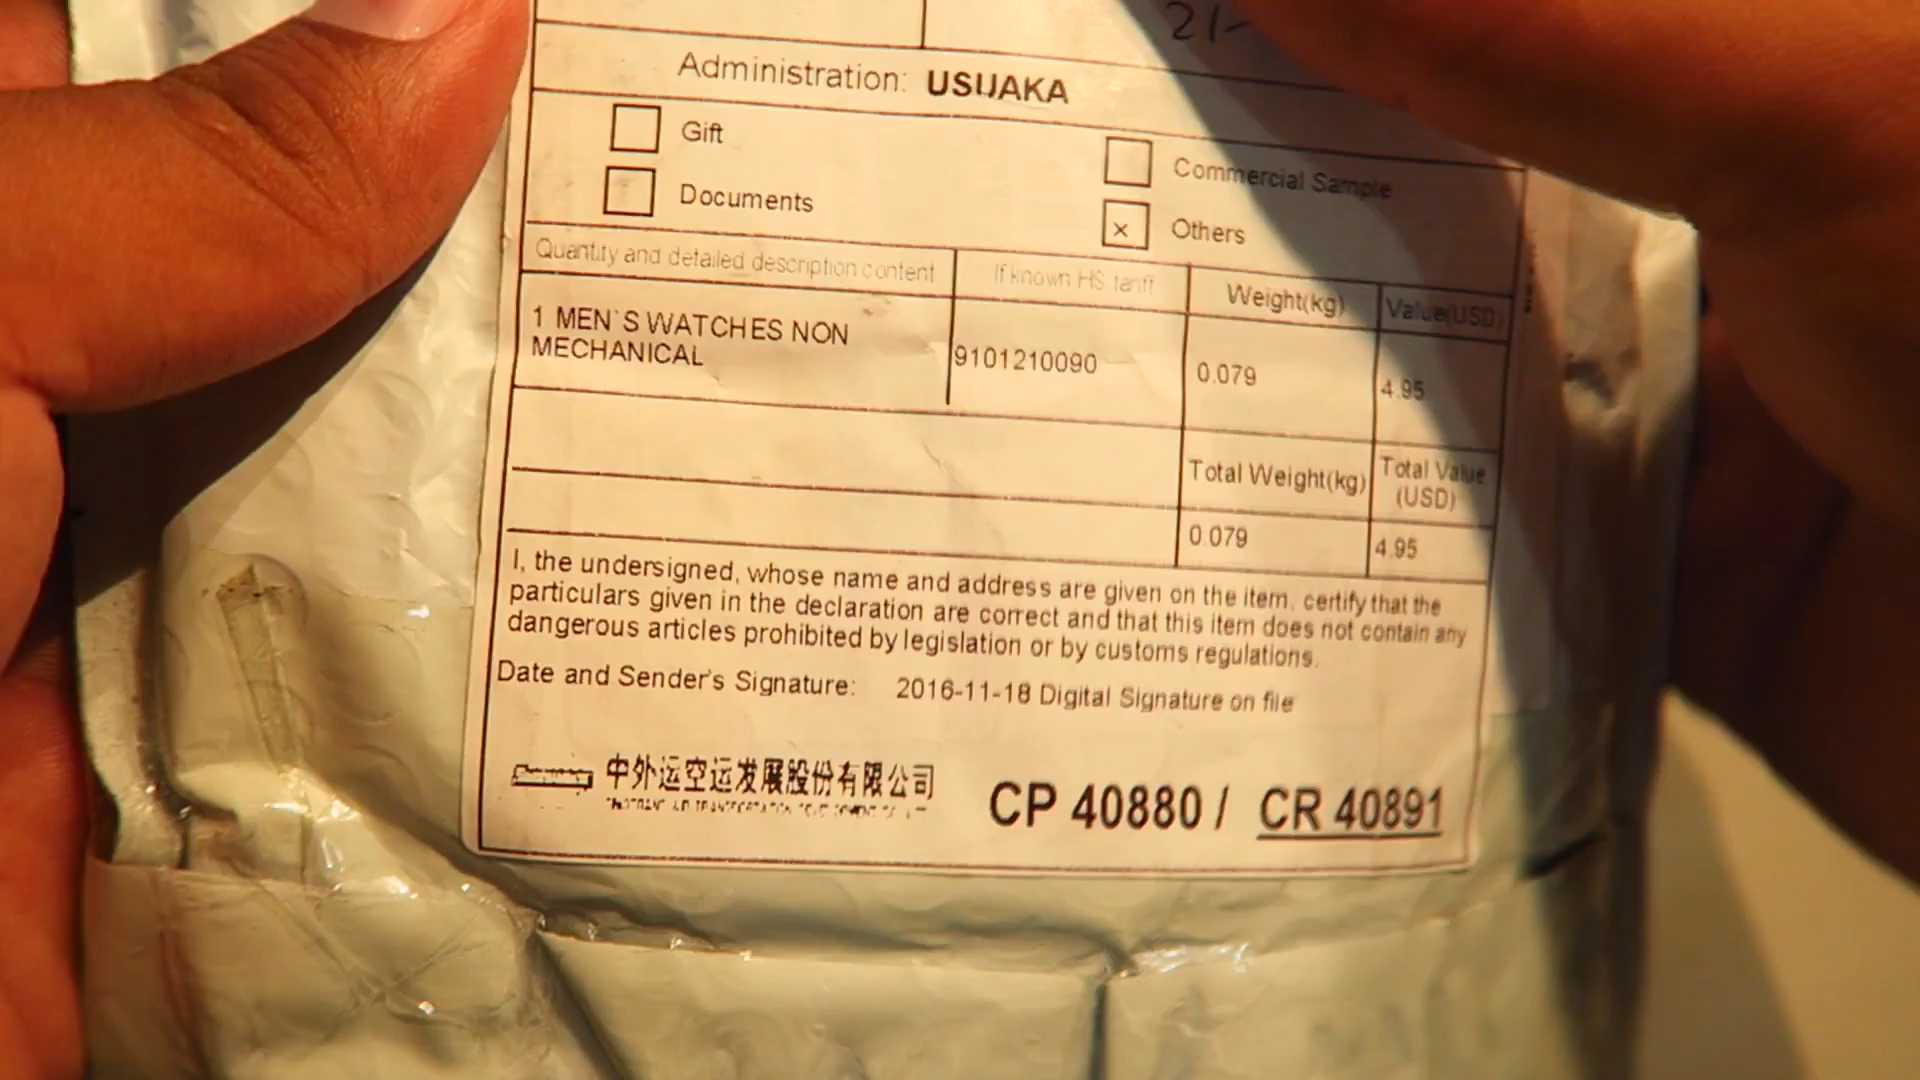 21-
Administration: USIJAKA
Gift
Commercial Sample
Documents
× Others
Quantity and detailed description content
If known HS tariff
Weight(kg)
Value(USD)
1 MEN`S WATCHES NON
MECHANICAL
9101210090
0.079
4.95
Total Weight(kg)
Total Value
(USD)
0.079
4.95
I, the undersigned, whose name and address are given on the item, certify that the
particulars given in the declaration are correct and that this item does not contain any
dangerous articles prohibited by legislation or by customs regulations.
Date and Sender's Signature: 2016-11-18 Digital Signature on file
中外运空运发展股份有限公司
CP 40880 / CR 40891